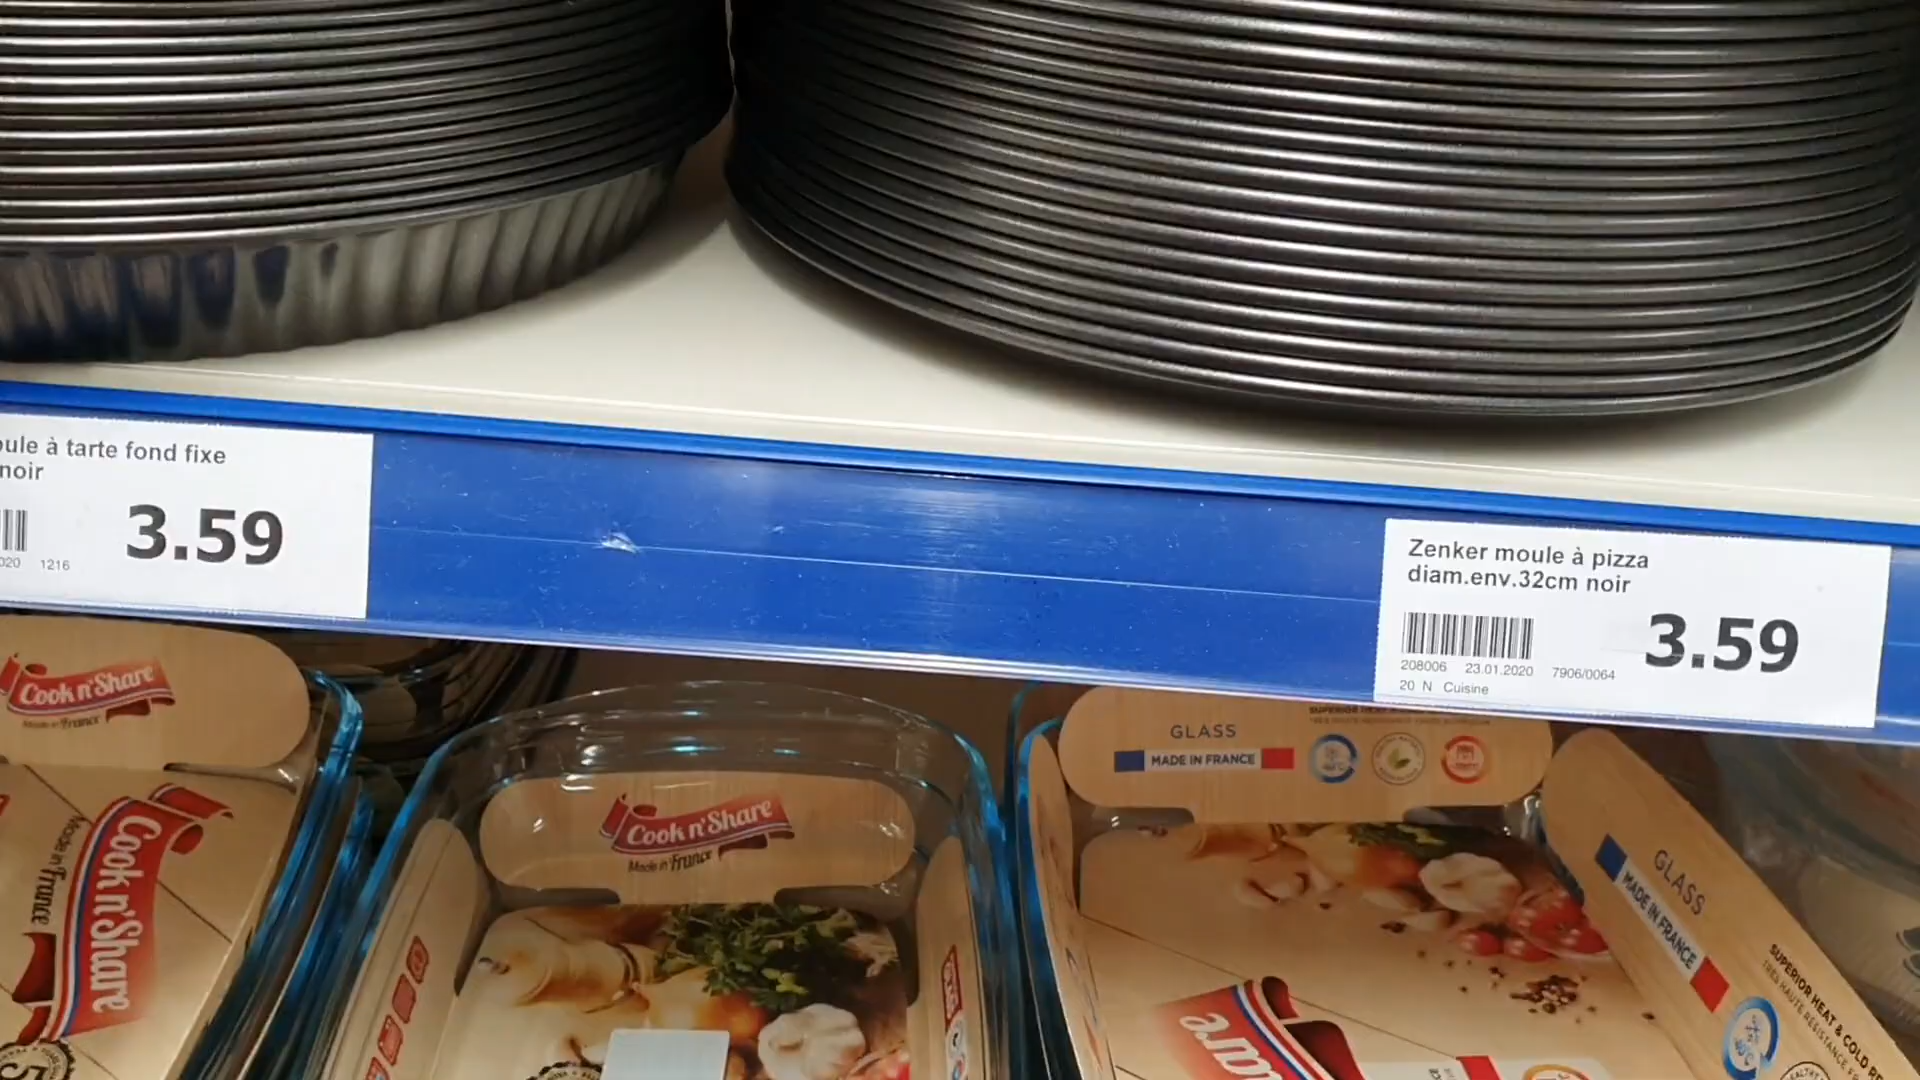 à tarte fond fixe
noir
3.59
1216
Zenker moule à pizza
diam.env.32cm noir
3.59
208006 23.01.2020 7906/0064
20 N Cuisine
Cook n'Share
Made in France
Cook n'Share
Made in France
Cook n'Share
Made in France
GLASS
MADE IN FRANCE
GLASS
MADE IN FRANCE
SUPERIOR HEAT & COLD